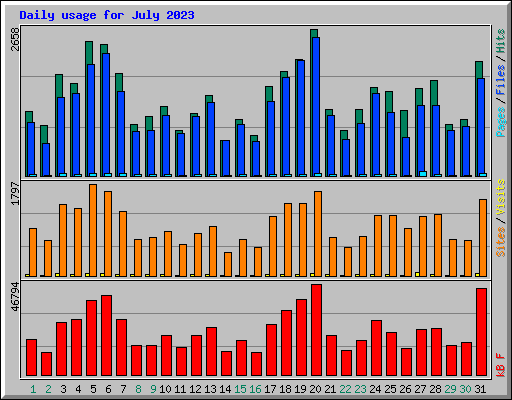 Daily usage for July 2023
2658
Pages / Files / Hits
1797
Sites / Visits
46794
kB F
1 2 3 4 5 6 7 8 9 10 11 12 13 14 15 16 17 18 19 20 21 22 23 24 25 26 27 28 29 30 31